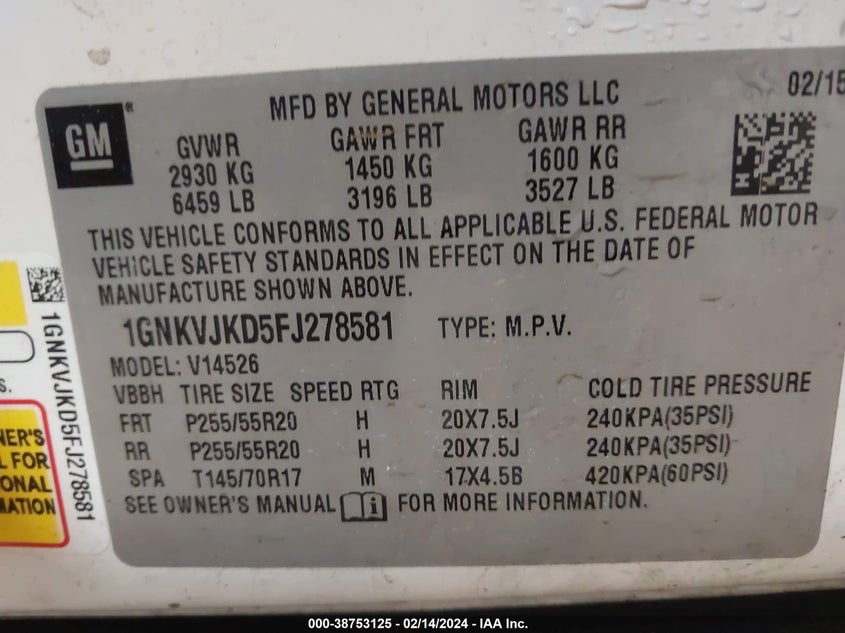 MFD BY GENERAL MOTORS LLC 02/15
GM
GVWR GAWR FRT GAWR RR
2930 KG 1450 KG 1600 KG
6459 LB 3196 LB 3527 LB
THIS VEHICLE CONFORMS TO ALL APPLICABLE U.S. FEDERAL MOTOR
VEHICLE SAFETY STANDARDS IN EFFECT ON THE DATE OF
MANUFACTURE SHOWN ABOVE.
1GNKVJKD5FJ278581 TYPE: M.P.V.
MODEL: V14526
VBBH TIRE SIZE SPEED RTG RIM COLD TIRE PRESSURE
FRT P255/55R20 H 20X7.5J 240KPA(35PSI)
RR P255/55R20 H 20X7.5J 240KPA(35PSI)
SPA T145/70R17 M 17X4.5B 420KPA(60PSI)
SEE OWNER'S MANUAL FOR MORE INFORMATION.
1GNKVJKD5FJ278581
S.
NER'S
L FOR
ONAL
MATION
000-38753125 - 02/14/2024 - IAA Inc.